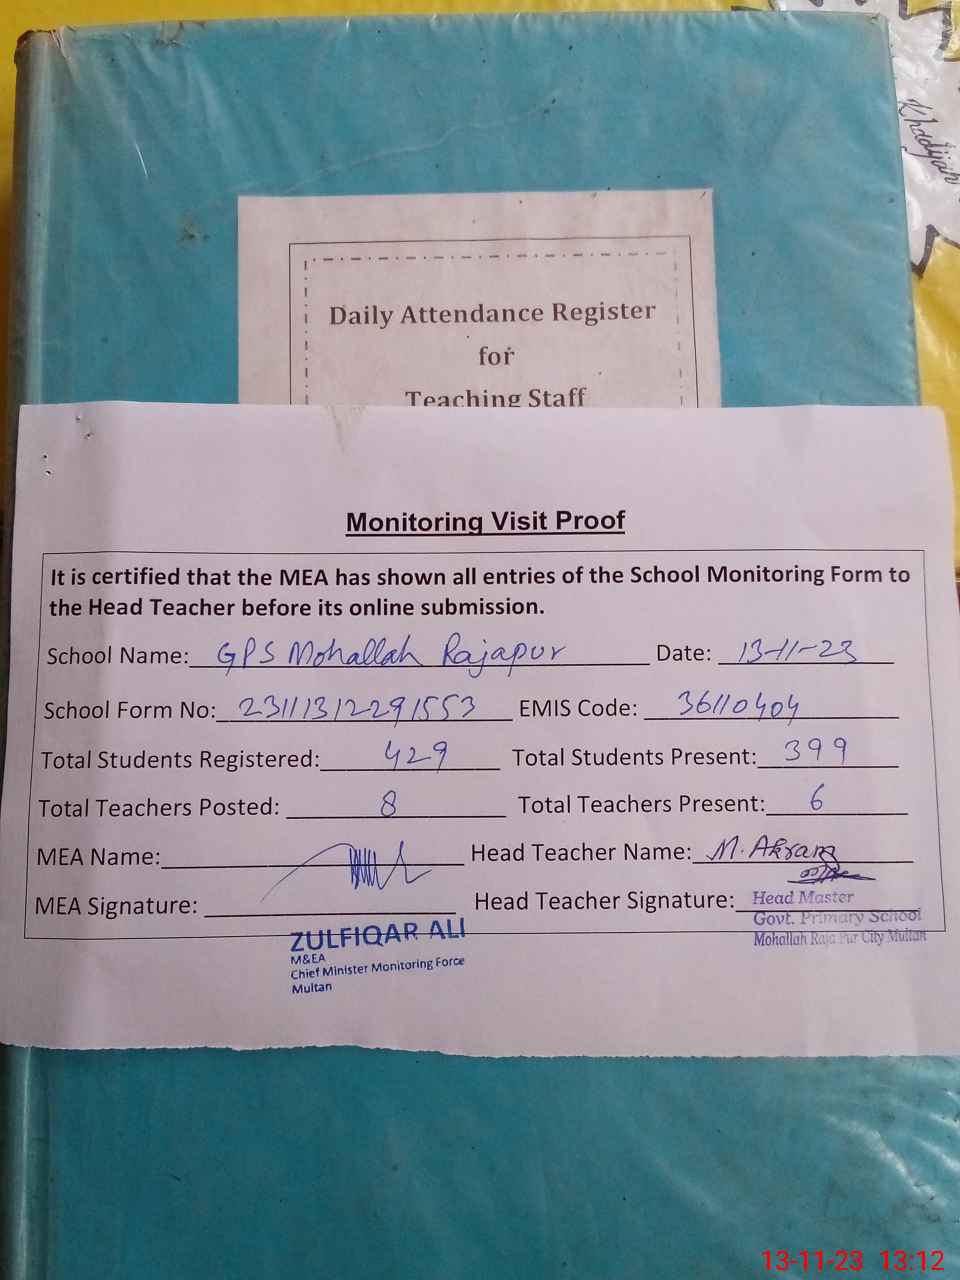 Khadijah
Daily Attendance Register
for
Teaching Staff
Monitoring Visit Proof
It is certified that the MEA has shown all entries of the School Monitoring Form to
the Head Teacher before its online submission.
School Name: GPS Mohallah Rajapur Date: 13-11-23
School Form No: 231113122291553 EMIS Code: 36110404
Total Students Registered: 429 Total Students Present: 399
Total Teachers Posted: 8 Total Teachers Present: 6
MEA Name: Head Teacher Name: M. Akram
MEA Signature: Head Teacher Signature:
Head Master
Govt. Primary School
Mohallah Raja Pur City Multan
ZULFIQAR ALI
M&EA
Chief Minister Monitoring Force
Multan
13-11-23 13:12